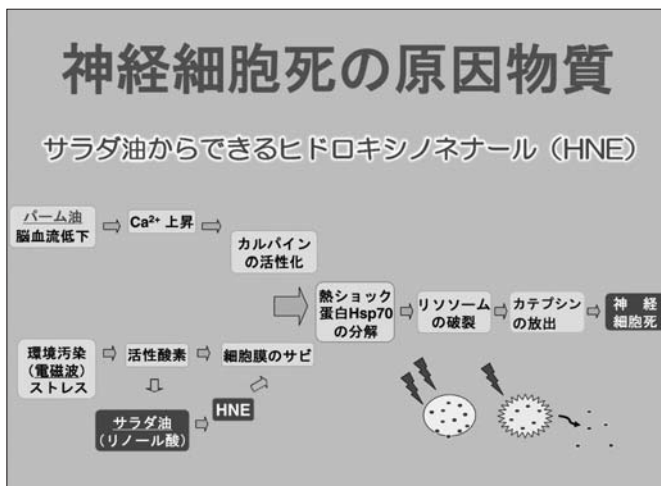 神経細胞死の原因物質
サラダ油からできるヒドロキシノネナール（HNE）
パーム油
脳血流低下
Ca²⁺ 上昇
カルパイン
の活性化
熱ショック
蛋白Hsp70
の分解
リソソーム
の破裂
カテプシン
の放出
神経
細胞死
環境汚染
(電磁波)
ストレス
活性酸素
細胞膜のサビ
サラダ油
(リノール酸)
HNE